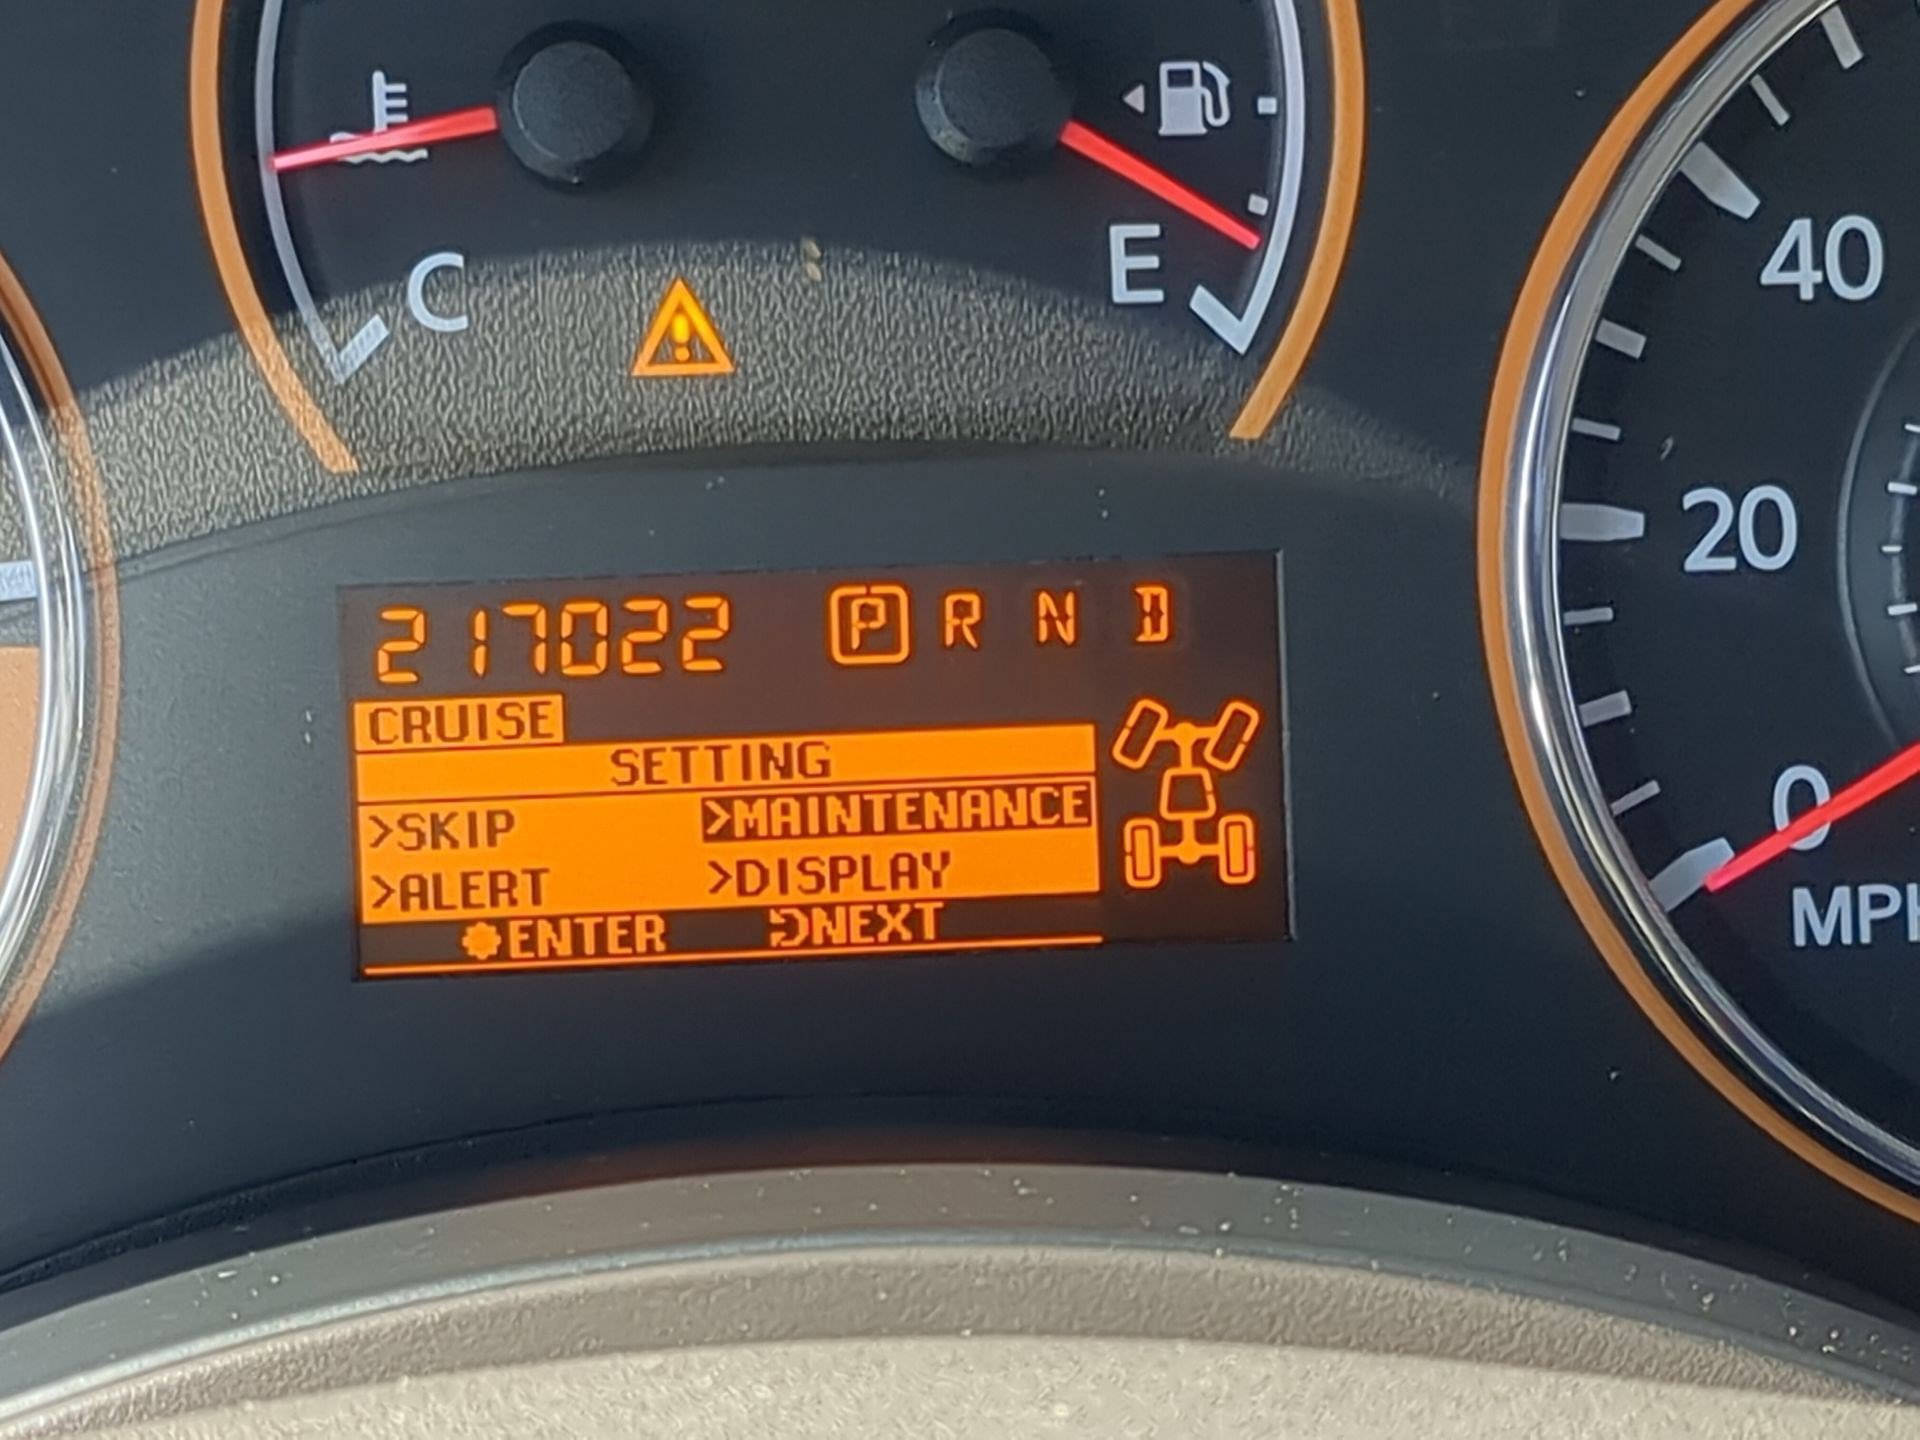 C
E
40
20
0
MPH
217022 P R N D
CRUISE
SETTING
>SKIP >MAINTENANCE
>ALERT >DISPLAY
ENTER NEXT